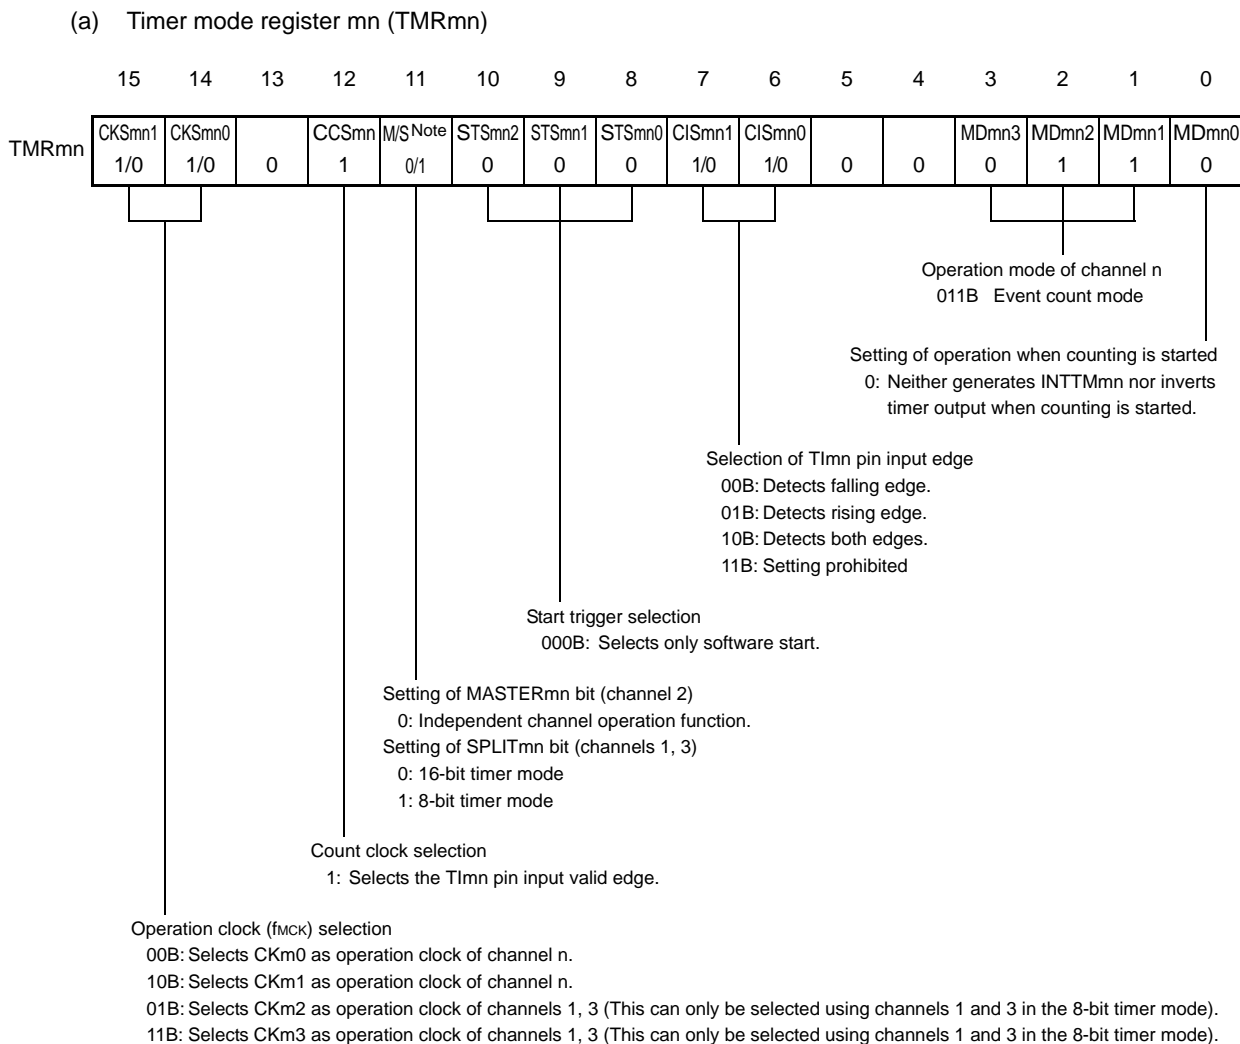 (a) Timer mode register mn (TMRmn)
15 14 13 12 11 10 9 8 7 6 5 4 3 2 1 0
TMRmn
CKSmn1 CKSmn0 CCSmn M/S Note STSmn2 STSmn1 STSmn0 CISmn1 CISmn0 MDmn3 MDmn2 MDmn1 MDmn0
1/0 1/0 0 1 0/1 0 0 0 1/0 1/0 0 0 0 1 1 0
Operation mode of channel n
011B Event count mode
Setting of operation when counting is started
0: Neither generates INTTMmn nor inverts
timer output when counting is started.
Selection of TImn pin input edge
00B: Detects falling edge.
01B: Detects rising edge.
10B: Detects both edges.
11B: Setting prohibited
Start trigger selection
000B: Selects only software start.
Setting of MASTERmn bit (channel 2)
0: Independent channel operation function.
Setting of SPLITmn bit (channels 1, 3)
0: 16-bit timer mode
1: 8-bit timer mode
Count clock selection
1: Selects the TImn pin input valid edge.
Operation clock (fMCK) selection
00B: Selects CKm0 as operation clock of channel n.
10B: Selects CKm1 as operation clock of channel n.
01B: Selects CKm2 as operation clock of channels 1, 3 (This can only be selected using channels 1 and 3 in the 8-bit timer mode).
11B: Selects CKm3 as operation clock of channels 1, 3 (This can only be selected using channels 1 and 3 in the 8-bit timer mode).